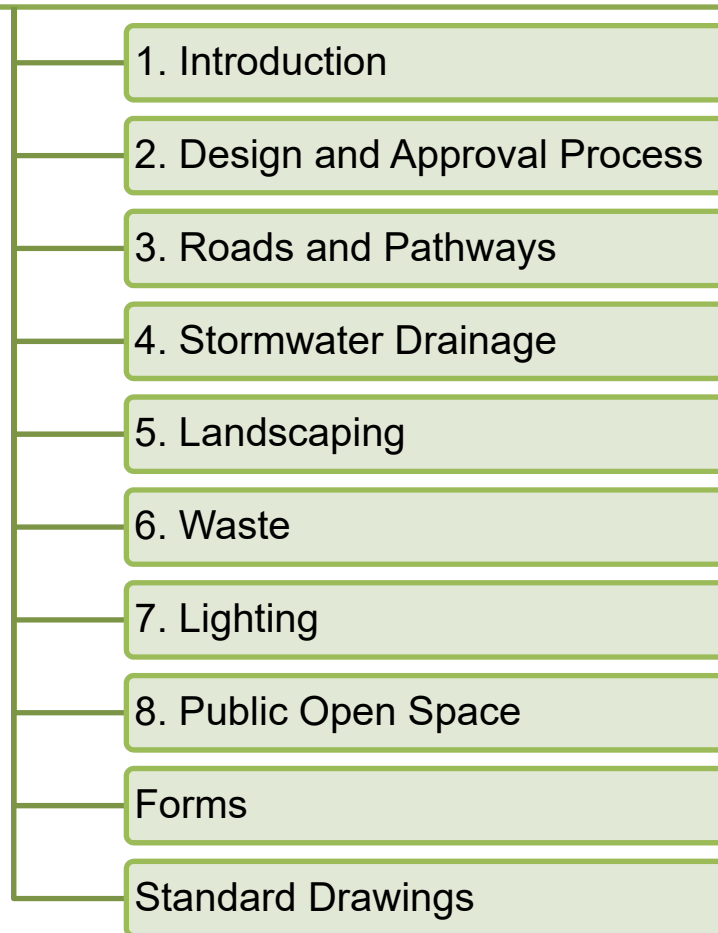 1. Introduction
2. Design and Approval Process
3. Roads and Pathways
4. Stormwater Drainage
5. Landscaping
6. Waste
7. Lighting
8. Public Open Space
Forms
Standard Drawings